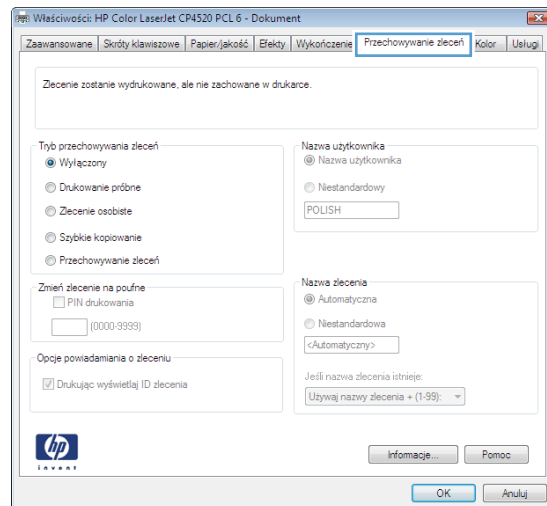 Właściwości: HP Color LaserJet CP4520 PCL 6 - Dokument
Zaawansowane Skróty klawiszowe Papier/jakość Efekty Wykończenie Przechowywanie zleceń Kolor Usługi
Zlecenie zostanie wydrukowane, ale nie zachowane w drukarce.
Tryb przechowywania zleceń
Wyłączony
Drukowanie próbne
Zlecenie osobiste
Szybkie kopiowanie
Przechowywanie zleceń
Nazwa użytkownika
Nazwa użytkownika
Niestandardowy
POLISH
Zmień zlecenie na poufne
PIN drukowania
(0000-9999)
Nazwa zlecenia
Automatyczna
Niestandardowa
<Automatyczny>
Jeśli nazwa zlecenia istnieje:
Używaj nazwy zlecenia + (1-99):
Opcje powiadamiania o zleceniu
Drukując wyświetlaj ID zlecenia
hp
invent
Informacje... Pomoc
OK Anuluj